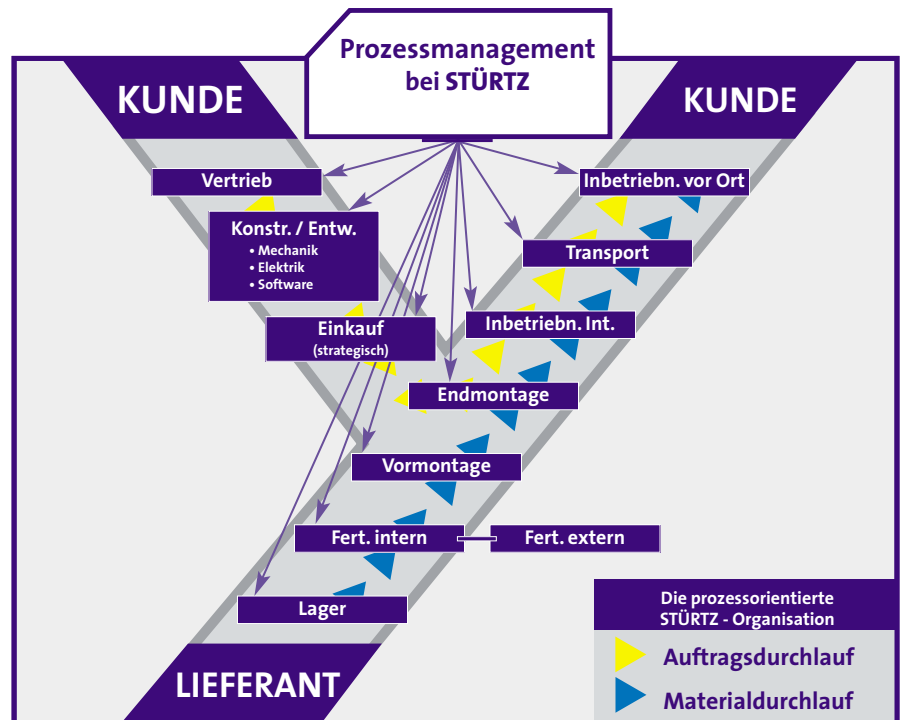 Prozessmanagement
bei STÜRTZ
KUNDE
KUNDE
Vertrieb
Inbetriebn. vor Ort
Konstr. / Entw.
• Mechanik
• Elektrik
• Software
Transport
Einkauf
(strategisch)
Inbetriebn. Int.
Endmontage
Vormontage
Fert. intern
Fert. extern
Lager
LIEFERANT
Die prozessorientierte
STÜRTZ - Organisation
Auftragsdurchlauf
Materialdurchlauf